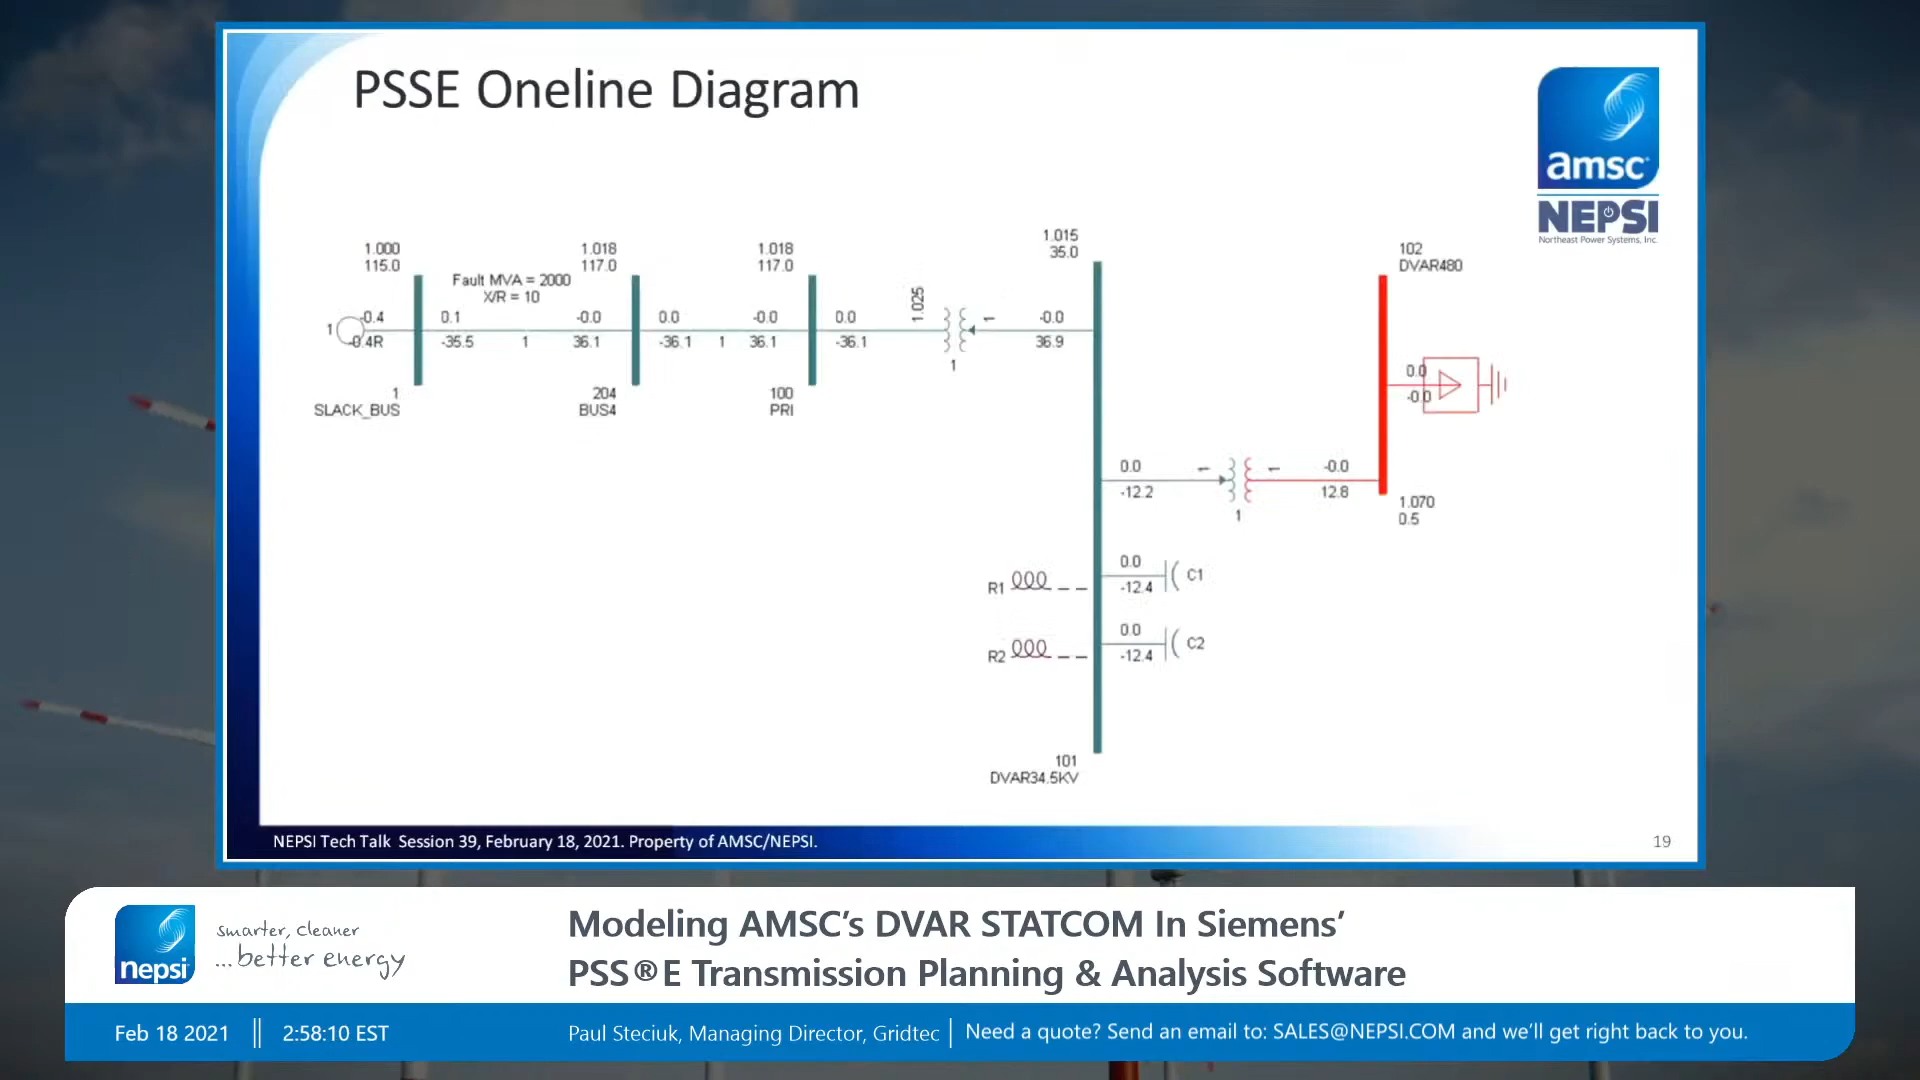 PSSE Oneline Diagram
amsc
NEPSI
Northeast Power Systems, Inc.
1.000
115.0
Fault MVA = 2000
X/R = 10
1.018
117.0
1.018
117.0
1.025
1.015
35.0
102
DVAR480
1
-0.4
-0.4R
0.1
-35.5
1
-0.0
36.1
0.0
-36.1
1
-0.0
36.1
0.0
-36.1
1
1
-0.0
36.9
0.0
-0.0
1
SLACK_BUS
204
BUS4
100
PRI
0.0
-12.2
1
1
1
-0.0
12.8
1.070
0.5
R1
0.0
-12.4
C1
R2
0.0
-12.4
C2
101
DVAR34.5KV
NEPSI Tech Talk Session 39, February 18, 2021. Property of AMSC/NEPSI.
19
nepsi
smarter, cleaner
...better energy
Modeling AMSC’s DVAR STATCOM In Siemens’
PSS®E Transmission Planning & Analysis Software
Feb 18 2021 || 2:58:10 EST
Paul Steciuk, Managing Director, Gridtec | Need a quote? Send an email to: SALES@NEPSI.COM and we’ll get right back to you.